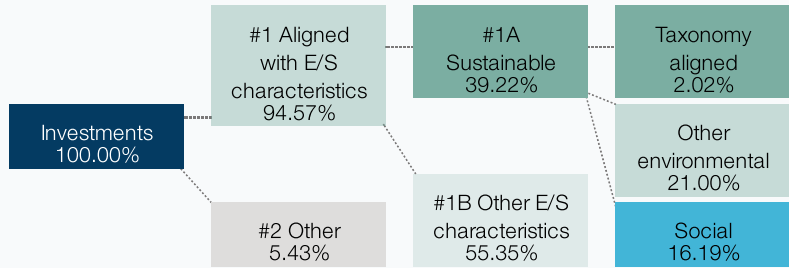 Investments
100.00%
#1 Aligned
with E/S
characteristics
94.57%
#2 Other
5.43%
#1A
Sustainable
39.22%
#1B Other E/S
characteristics
55.35%
Taxonomy
aligned
2.02%
Other
environmental
21.00%
Social
16.19%